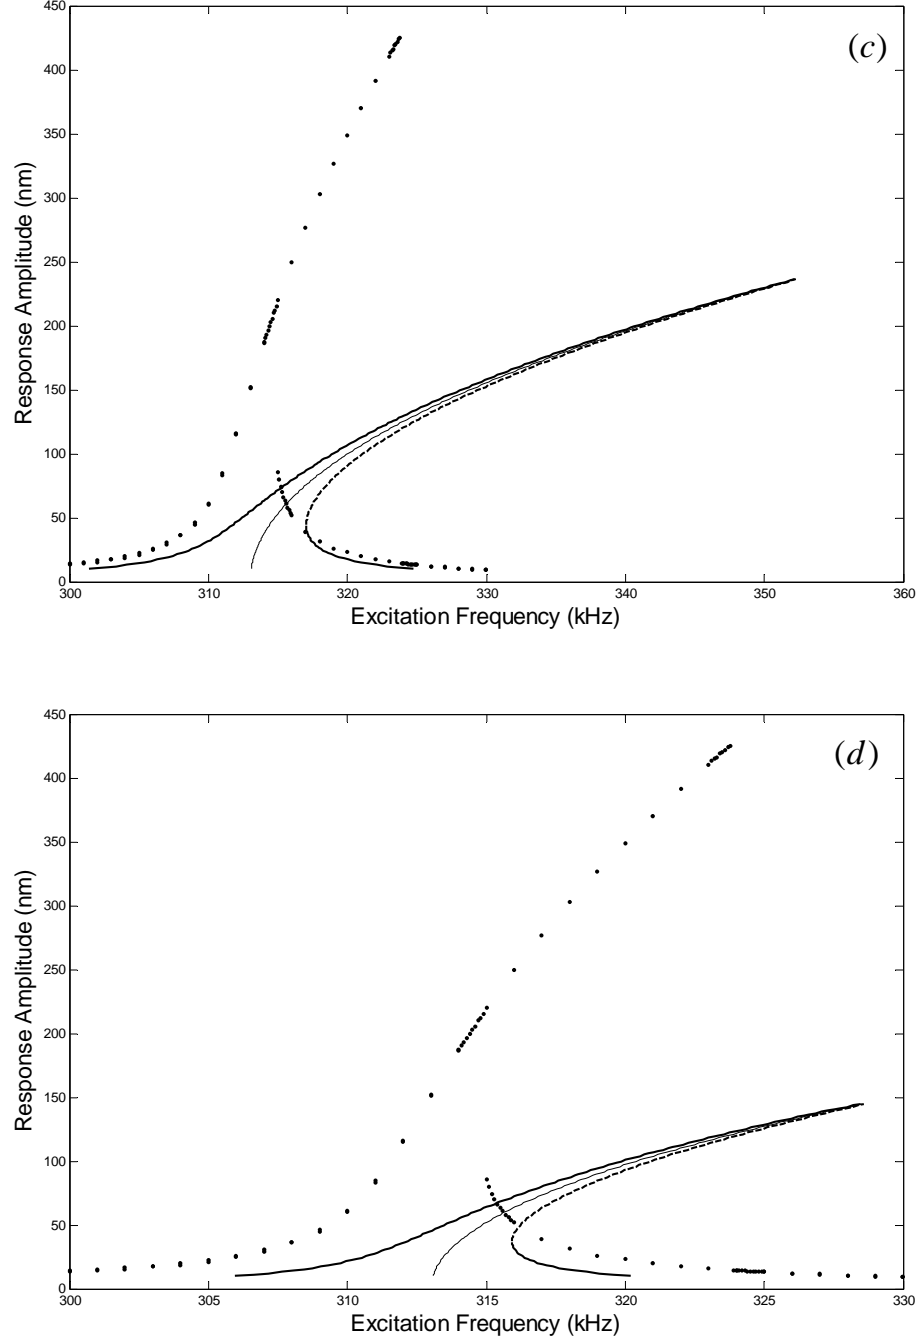 (c)
450
400
350
300
250
200
150
100
50
0
Response Amplitude (nm)
300 310 320 330 340 350 360
Excitation Frequency (kHz)
(d)
450
400
350
300
250
200
150
100
50
0
Response Amplitude (nm)
300 305 310 315 320 325 330
Excitation Frequency (kHz)